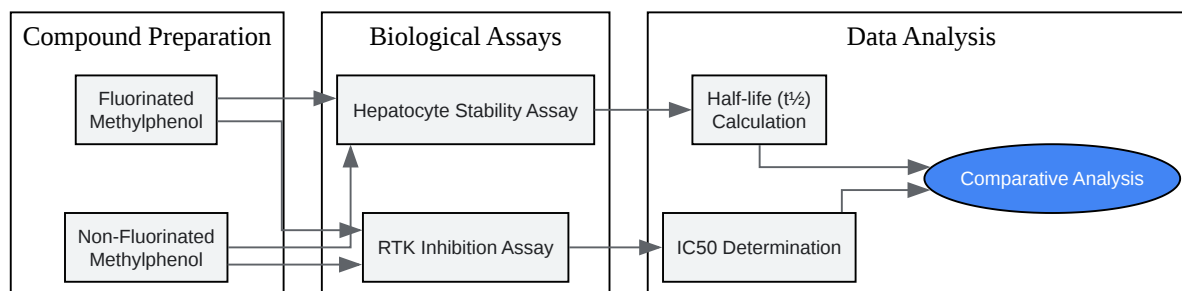 Compound Preparation
Fluorinated
Methylphenol
Non-Fluorinated
Methylphenol
Biological Assays
Hepatocyte Stability Assay
RTK Inhibition Assay
Data Analysis
Half-life (t½)
Calculation
IC50 Determination
Comparative Analysis